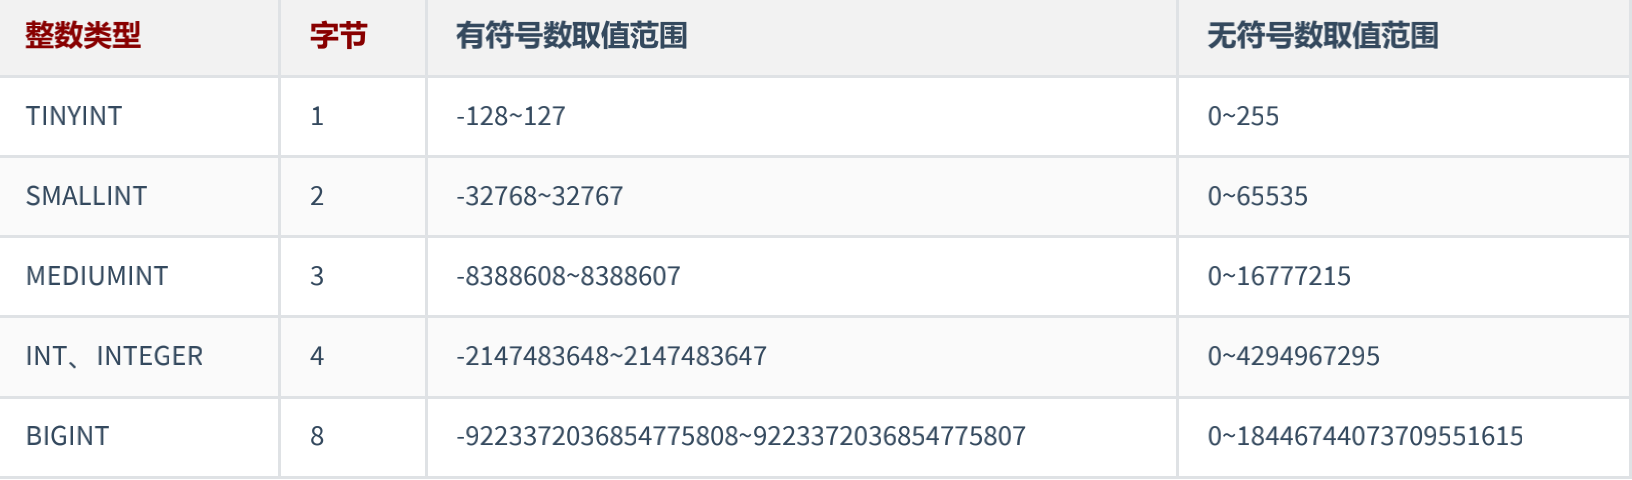 整数类型 字节 有符号数取值范围 无符号数取值范围
TINYINT 1 -128~127 0~255
SMALLINT 2 -32768~32767 0~65535
MEDIUMINT 3 -8388608~8388607 0~16777215
INT、INTEGER 4 -2147483648~2147483647 0~4294967295
BIGINT 8 -9223372036854775808~9223372036854775807 0~18446744073709551615